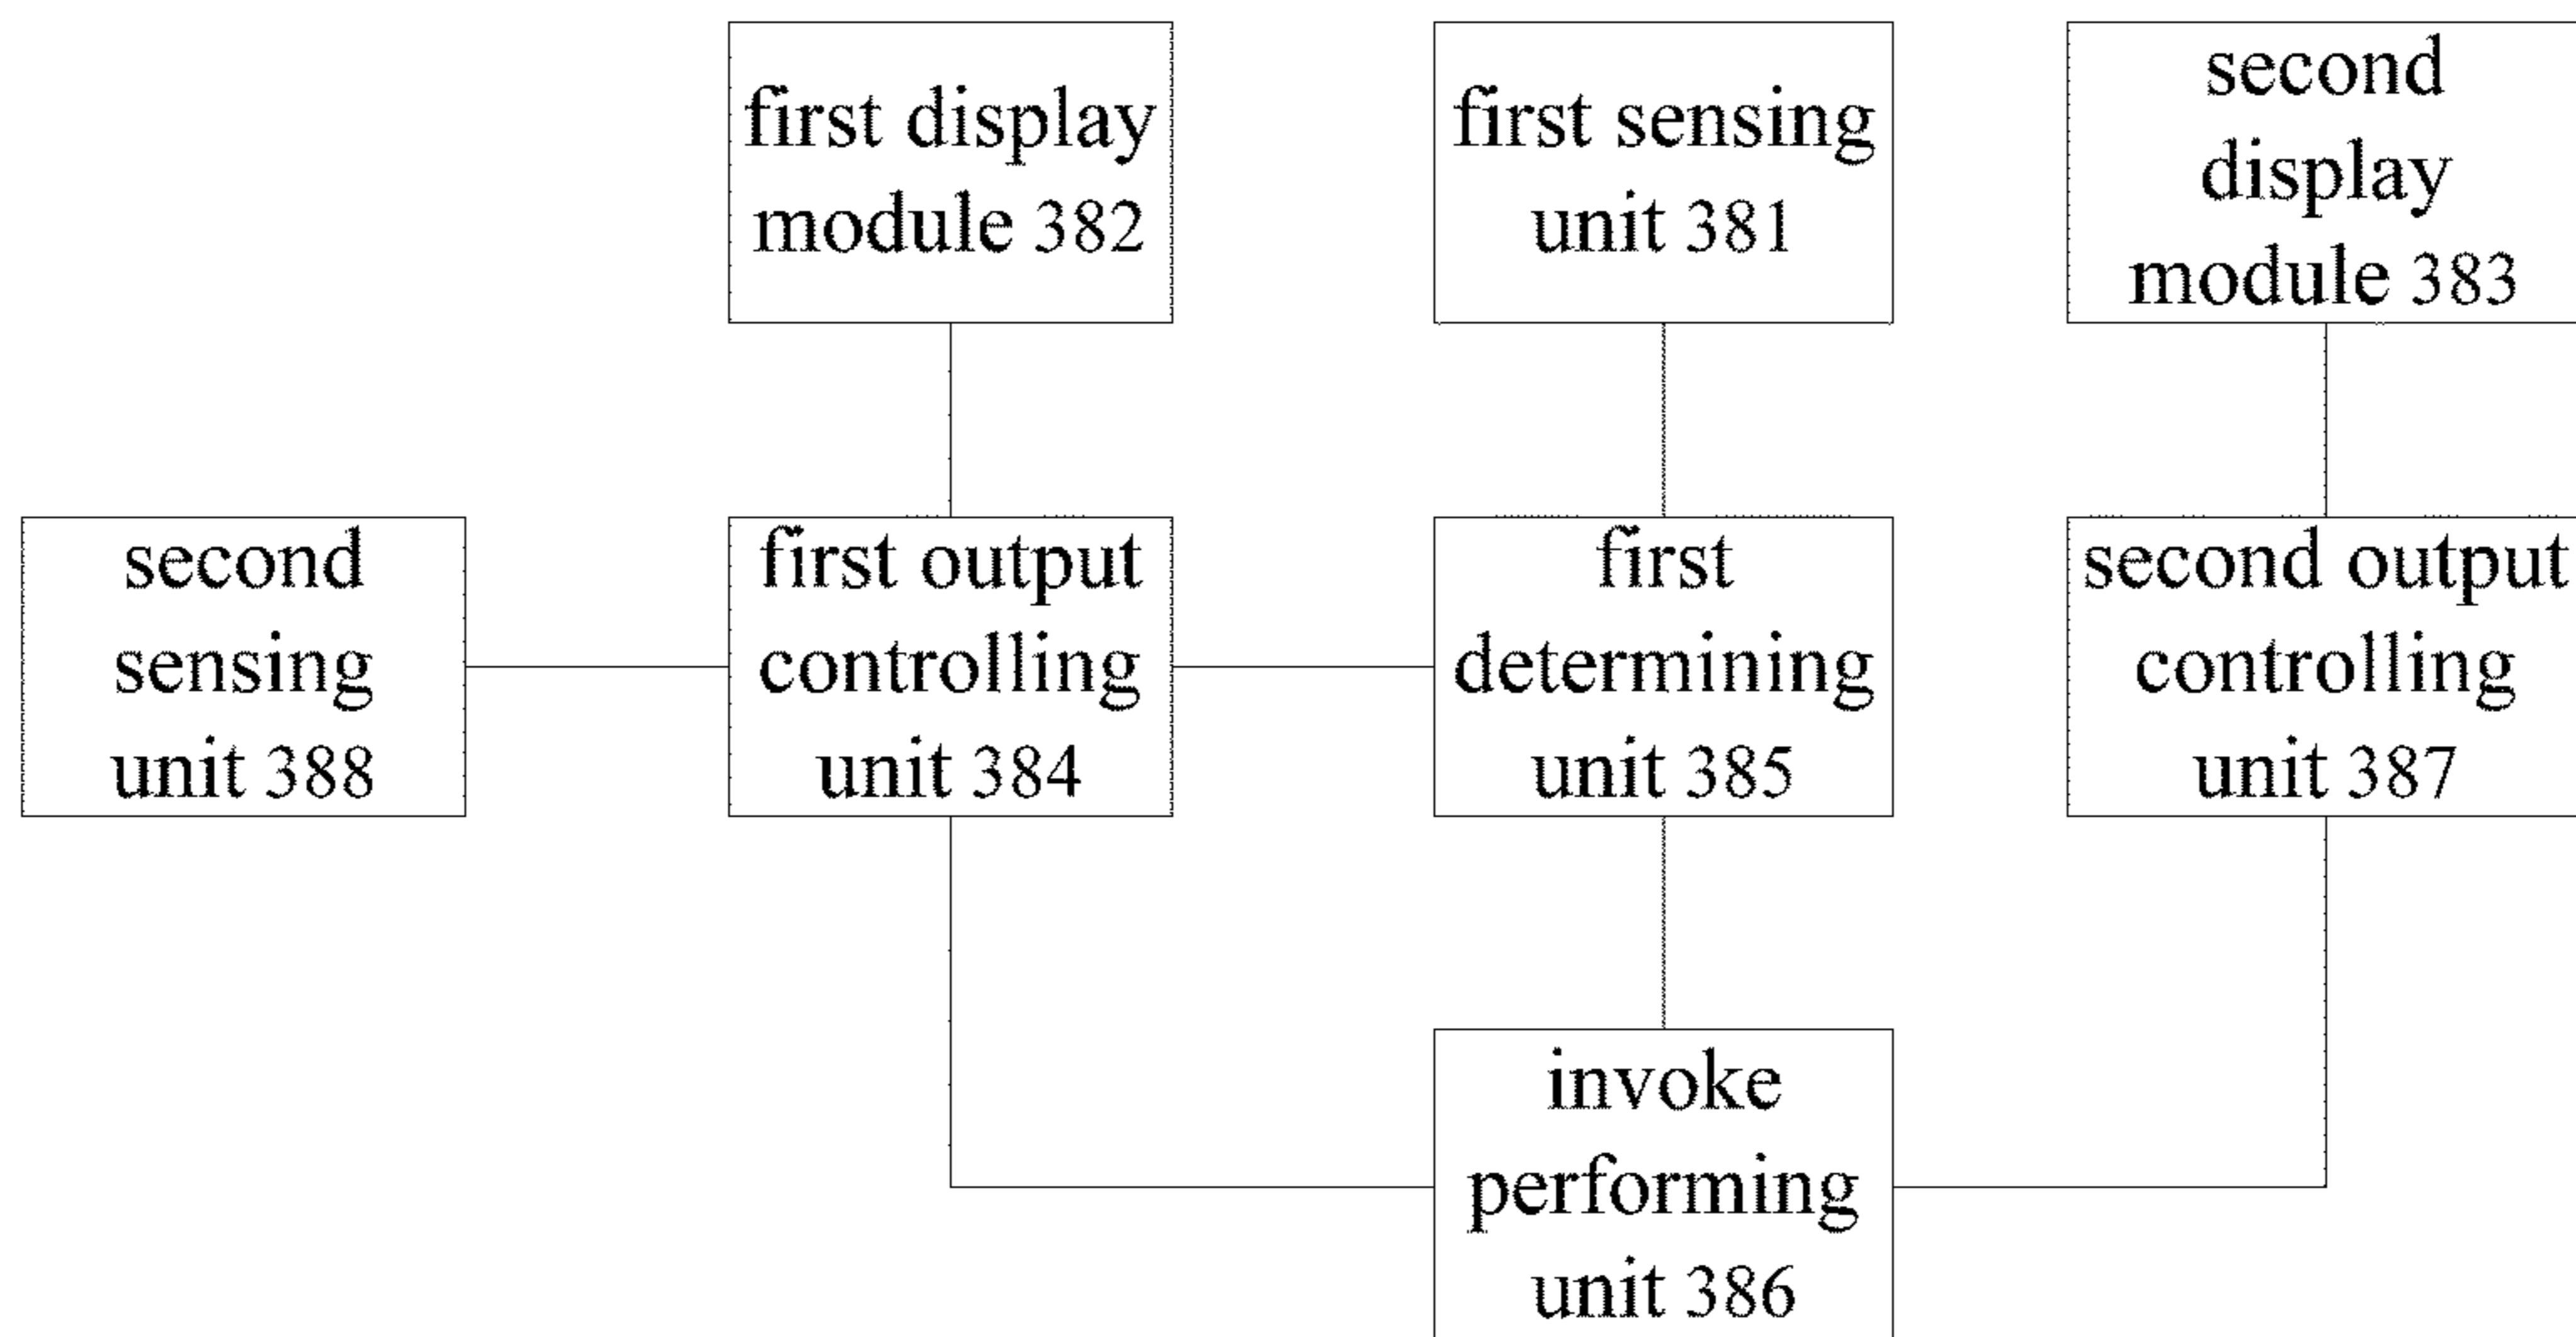 first display
module 382
first sensing
unit 381
second
display
module 383
second
sensing
unit 388
first output
controlling
unit 384
first
determining
unit 385
second output
controlling
unit 387
invoke
performing
unit 386